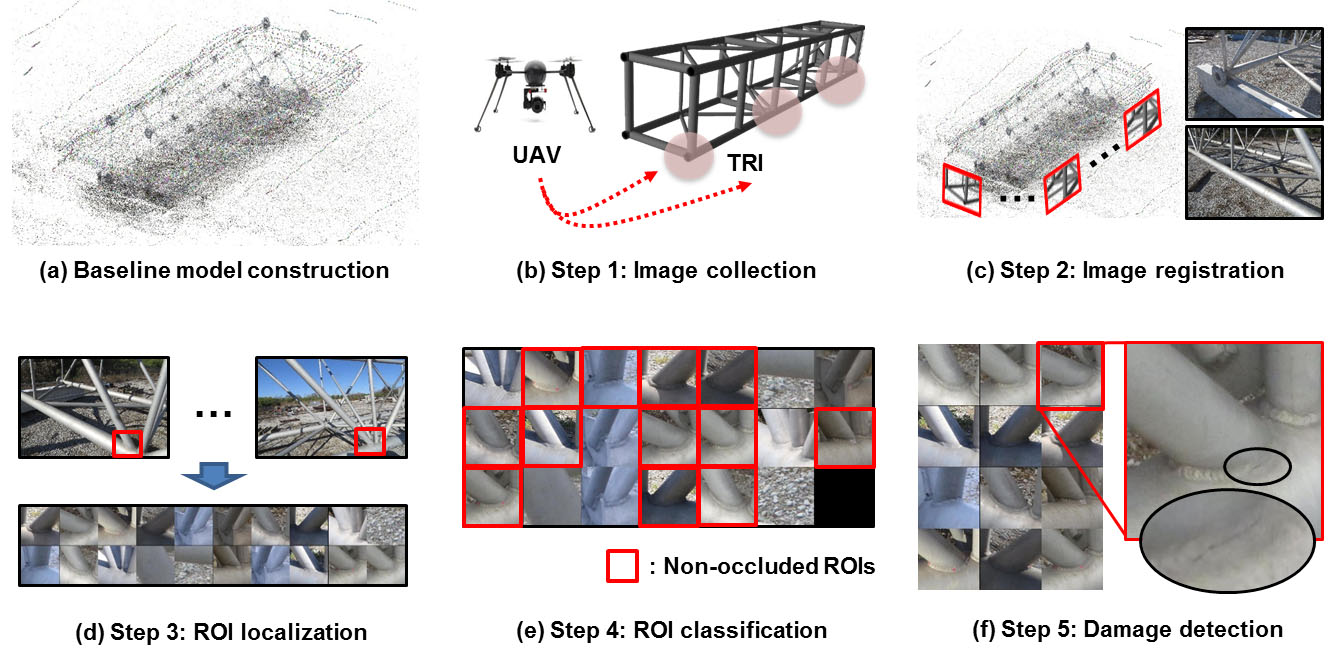 UAV
TRI
(a) Baseline model construction
(b) Step 1: Image collection
(c) Step 2: Image registration
: Non-occluded ROIs
(d) Step 3: ROI localization
(e) Step 4: ROI classification
(f) Step 5: Damage detection